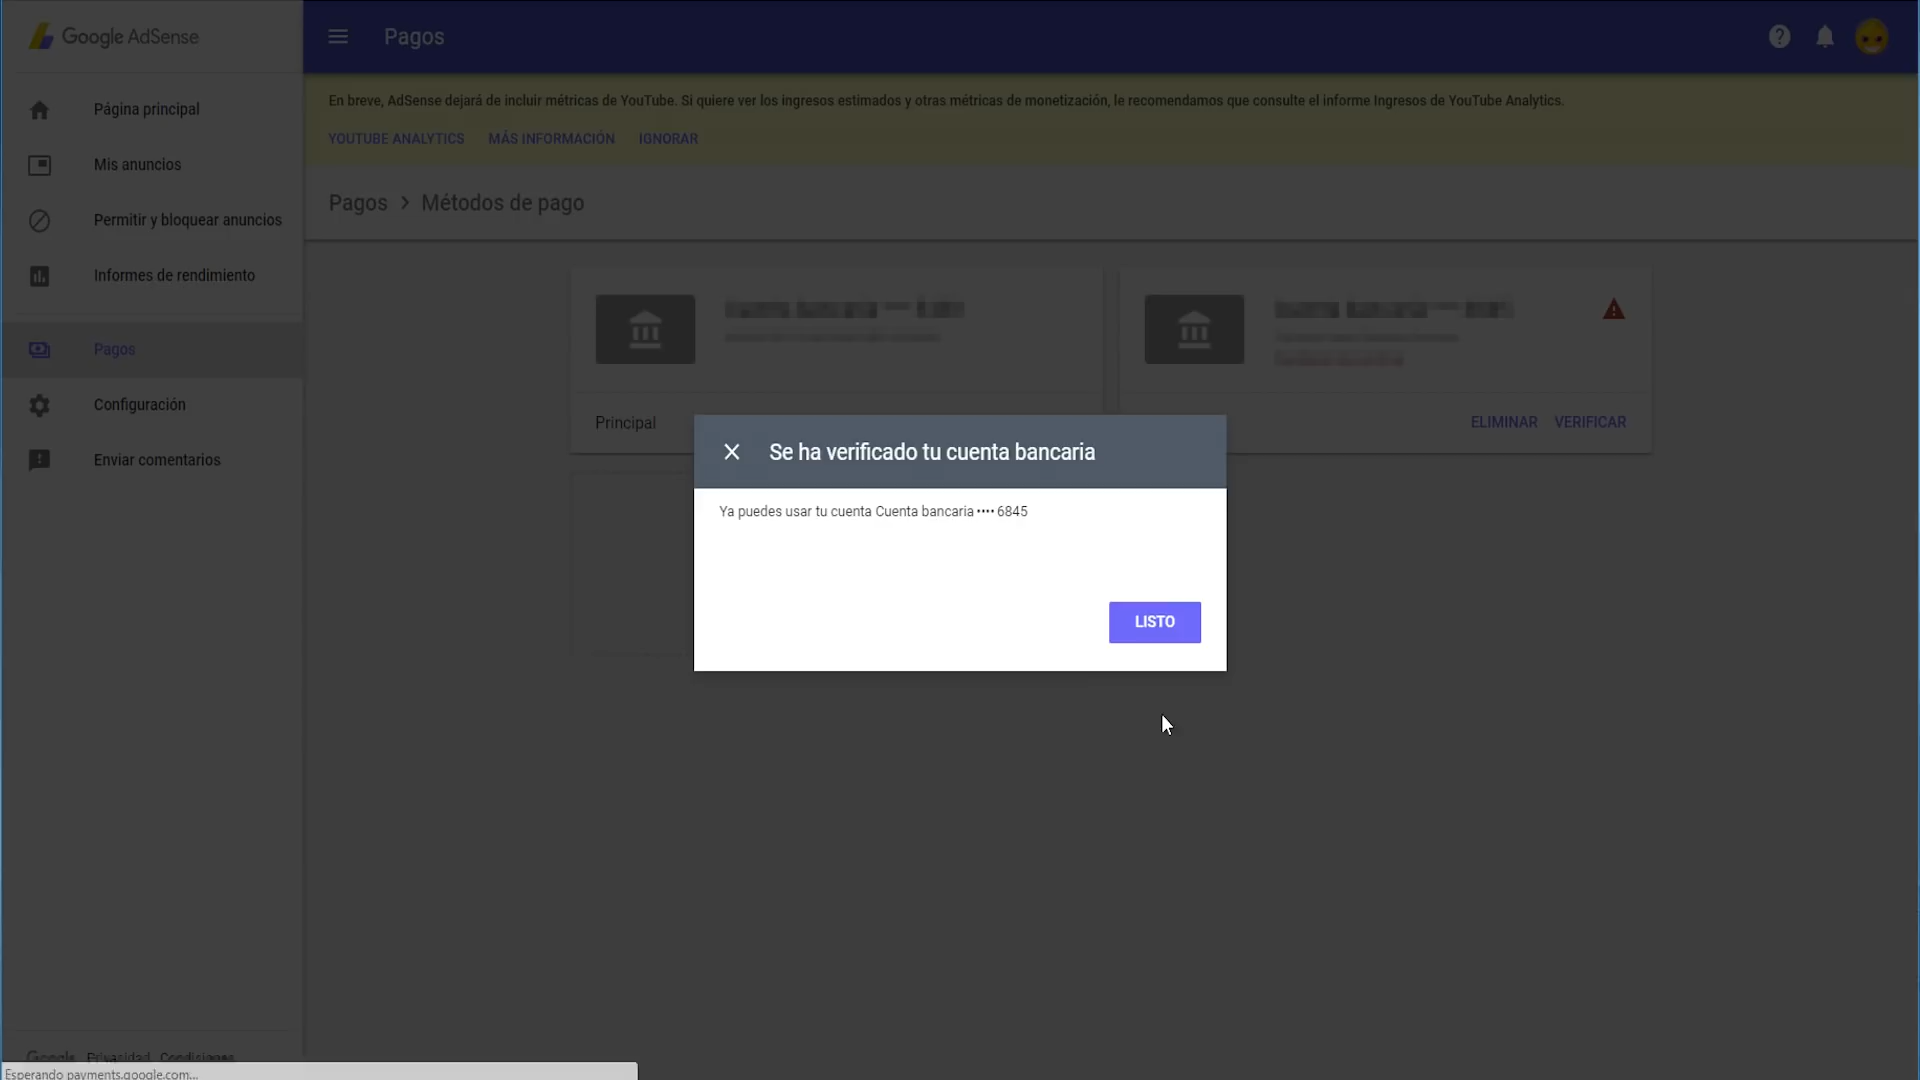 Google AdSense
Pagos
En breve, AdSense dejará de incluir métricas de YouTube. Si quiere ver los ingresos estimados y otras métricas de monetización, le recomendamos que consulte el informe Ingresos de YouTube Analytics.
YOUTUBE ANALYTICS MÁS INFORMACIÓN IGNORAR
Página principal
Mis anuncios
Permitir y bloquear anuncios
Informes de rendimiento
Pagos
Configuración
Enviar comentarios
Pagos > Métodos de pago
Principal
ELIMINAR VERIFICAR
Se ha verificado tu cuenta bancaria
Ya puedes usar tu cuenta Cuenta bancaria •••• 6845
LISTO
Google Privacidad Condiciones
Esperando payments.google.com...